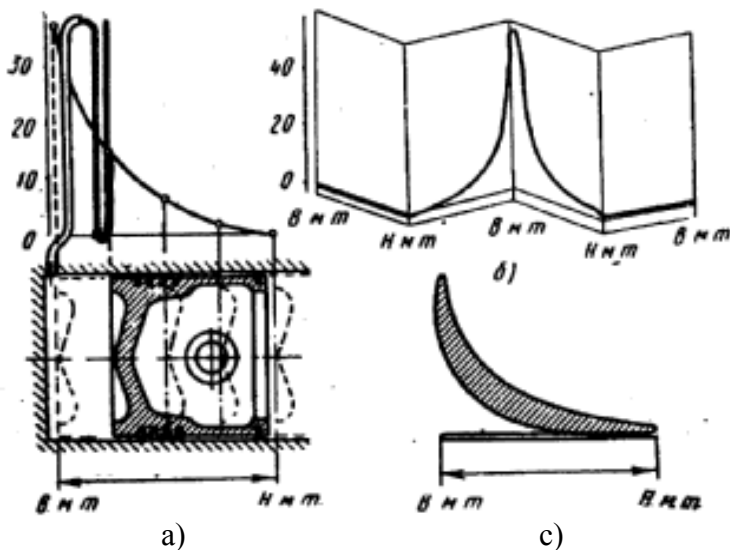 30
20
10
0
40
20
0
В м т
Н м т
В м т
Н м т
В м т
б)
в. м т
Н м т.
В м т
Н. м. т
а)
с)